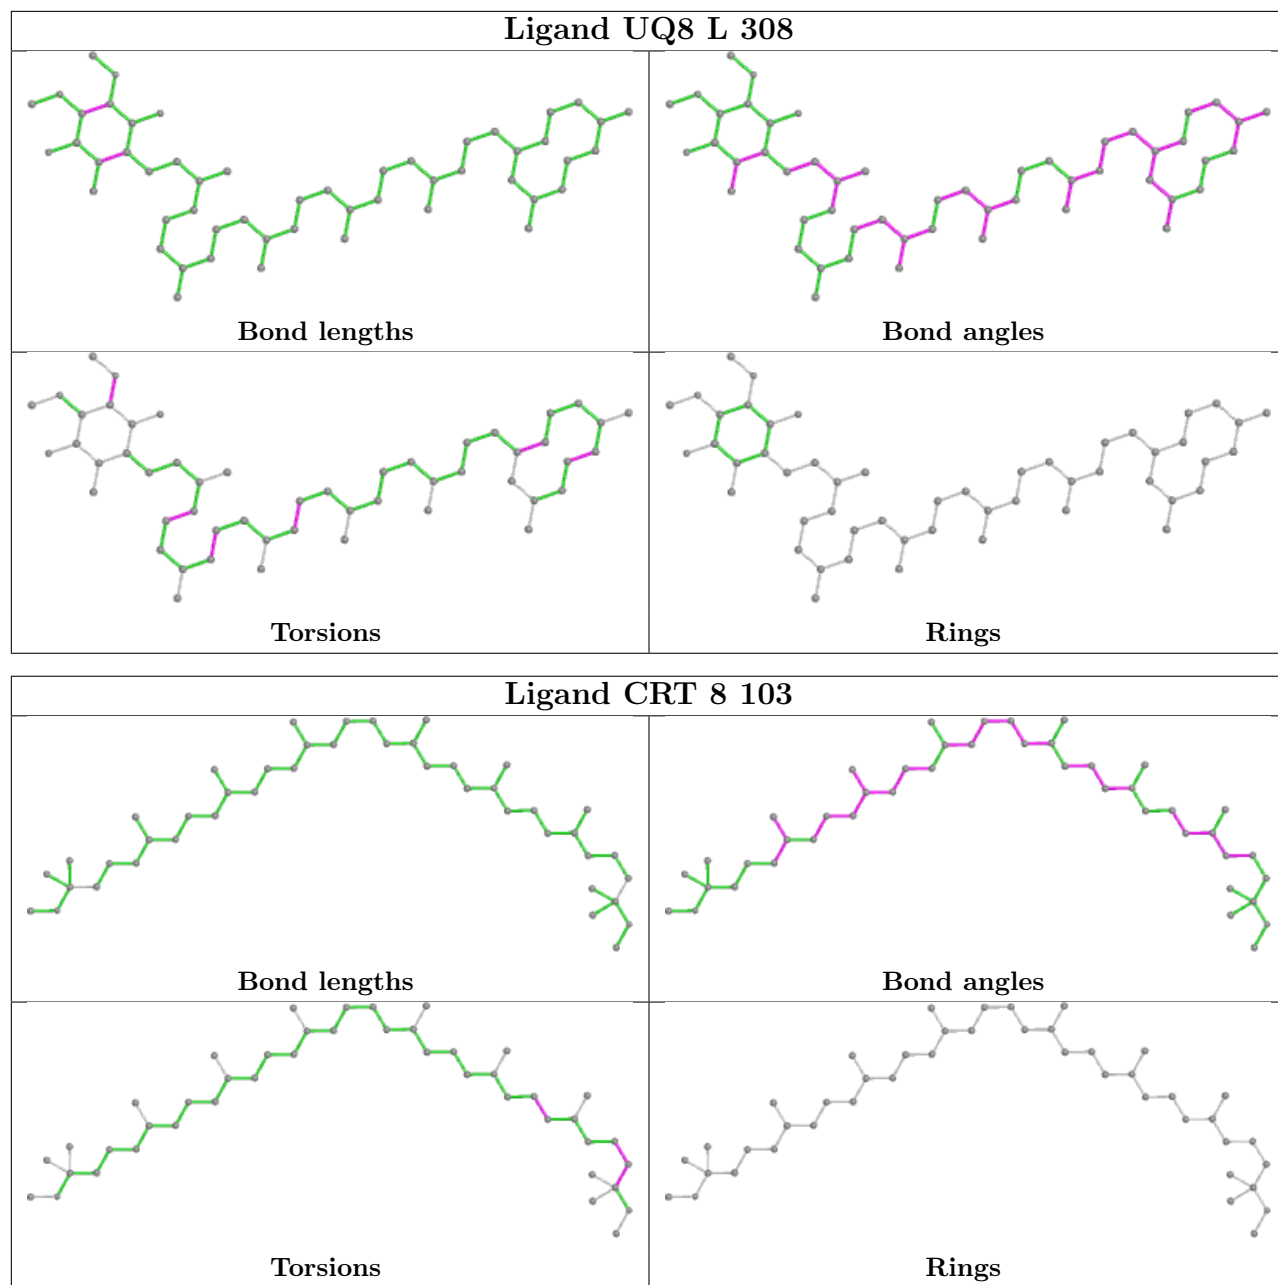 Ligand UQ8 L 308
Bond lengths
Bond angles
Torsions
Rings
Ligand CRT 8 103
Bond lengths
Bond angles
Torsions
Rings